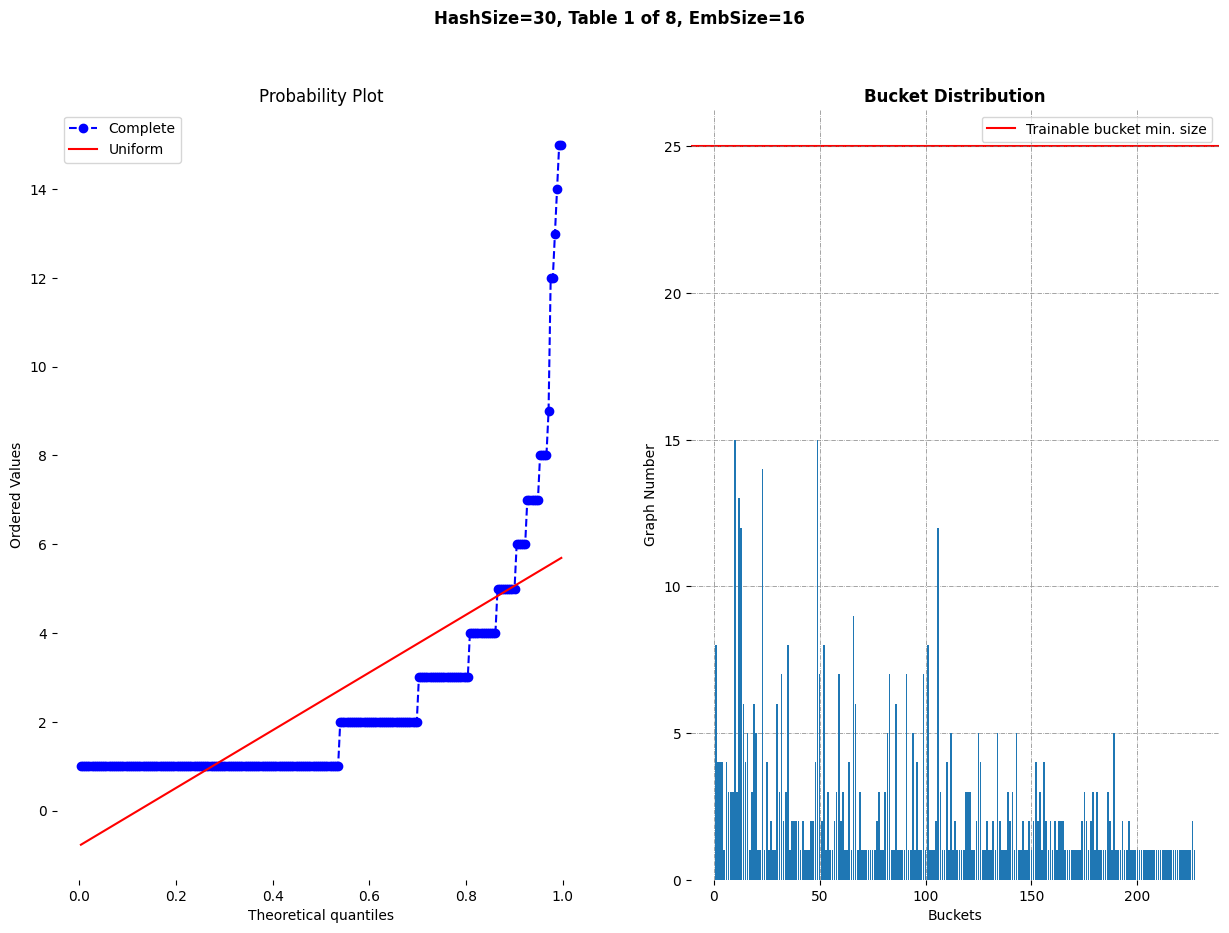 HashSize=30, Table 1 of 8, EmbSize=16
Probability Plot
Complete
Uniform
14
12
10
8
6
4
2
0
Ordered Values
0.0 0.2 0.4 0.6 0.8 1.0
Theoretical quantiles
Bucket Distribution
Trainable bucket min. size
25
20
15
10
5
0
Graph Number
0 50 100 150 200
Buckets